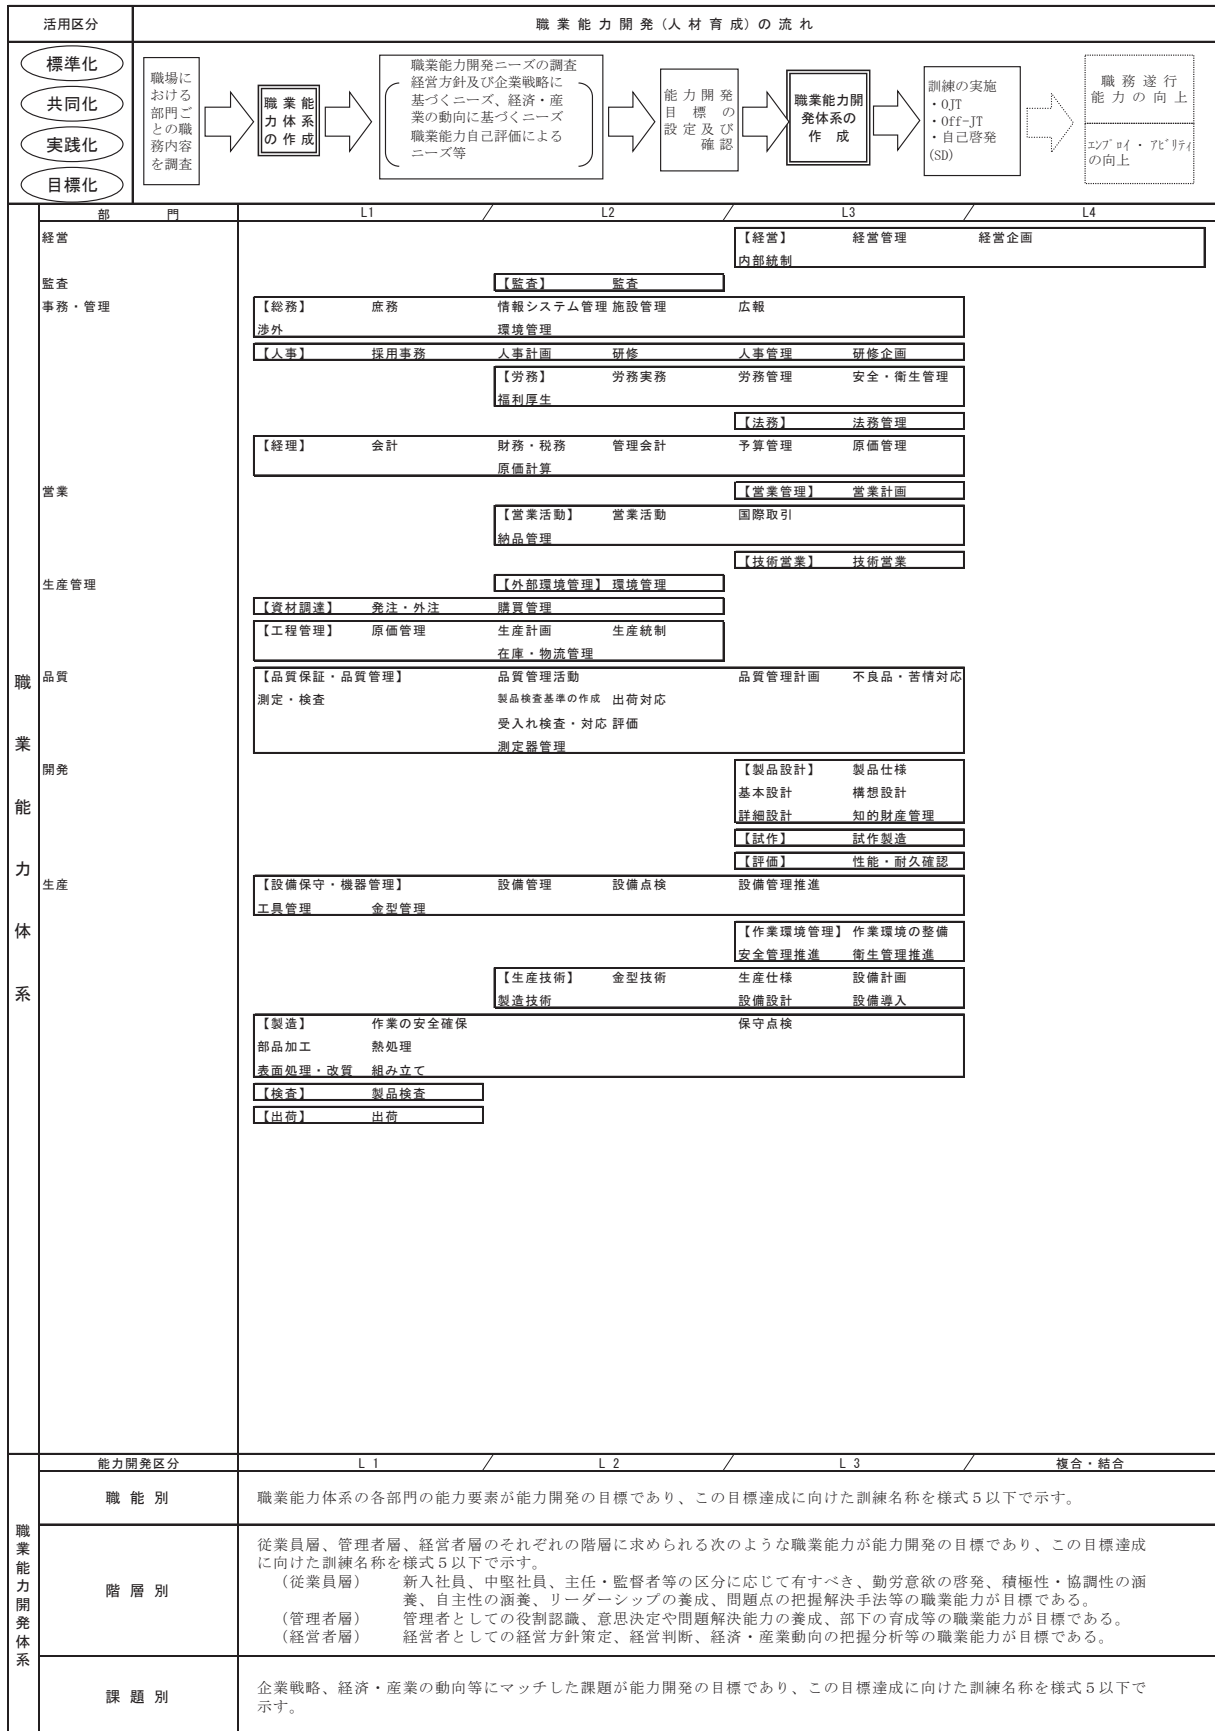 活用区分
職業能力開発(人材育成)の流れ
標準化
共同化
実践化
目標化
職場に
おける
部門ご
との職
務内容
を調査
職業能
力体系
の作成
職業能力開発ニーズの調査
経営方針及び企業戦略に
基づくニーズ、経済・産
業の動向に基づくニーズ
職業能力自己評価による
ニーズ等
能力開発
目標の
設定及び
確認
職業能力開
発体系の
作　成
訓練の実施
・OJT
・Off-JT
・自己啓発
(SD)
職務遂行
能力の向上
エンプロイ・アビリティ
の向上
職業能力体系
部　門　L1　L2　L3　L4
経営　【経営】　経営管理　経営企画
内部統制
監査　【監査】　監査
事務・管理　【総務】　庶務　情報システム管理　施設管理　広報
渉外　環境管理
【人事】　採用事務　人事計画　研修　人事管理　研修企画
【労務】　労務実務　労務管理　安全・衛生管理
福利厚生
【法務】　法務管理
【経理】　会計　財務・税務　管理会計　予算管理　原価管理
原価計算
営業　【営業管理】　営業計画
【営業活動】　営業活動　国際取引
納品管理
【技術営業】　技術営業
生産管理　【外部環境管理】　環境管理
【資材調達】　発注・外注　購買管理
【工程管理】　原価管理　生産計画　生産統制
在庫・物流管理
品質　【品質保証・品質管理】　品質管理活動　品質管理計画　不良品・苦情対応
測定・検査　製品検査基準の作成　出荷対応
受入れ検査・対応　評価
測定器管理
開発　【製品設計】　製品仕様
基本設計　構想設計
詳細設計　知的財産管理
【試作】　試作製造
【評価】　性能・耐久確認
生産　【設備保守・機器管理】　設備管理　設備点検　設備管理推進
工具管理　金型管理
【作業環境管理】　作業環境の整備
安全管理推進　衛生管理推進
【生産技術】　金型技術　生産仕様　設備計画
製造技術　設備設計　設備導入
【製造】　作業の安全確保　保守点検
部品加工　熱処理
表面処理・改質　組み立て
【検査】　製品検査
【出荷】　出荷
職業能力開発体系
能力開発区分　L 1　L 2　L 3　複合・結合
職能別　職業能力体系の各部門の能力要素が能力開発の目標であり、この目標達成に向けた訓練名称を様式5以下で示す。
階層別
従業員層、管理者層、経営者層のそれぞれの階層に求められる次のような職業能力が能力開発の目標であり、この目標達成
に向けた訓練名称を様式5以下で示す。
(従業員層)　新入社員、中堅社員、主任・監督者等の区分に応じて有すべき、勤労意欲の啓発、積極性・協調性の涵
養、自主性の涵養、リーダーシップの養成、問題点の把握解決手法等の職業能力が目標である。
(管理者層)　管理者としての役割認識、意思決定や問題解決能力の養成、部下の育成等の職業能力が目標である。
(経営者層)　経営者としての経営方針策定、経営判断、経済・産業動向の把握分析等の職業能力が目標である。
課題別
企業戦略、経済・産業の動向等にマッチした課題が能力開発の目標であり、この目標達成に向けた訓練名称を様式5以下で
示す。